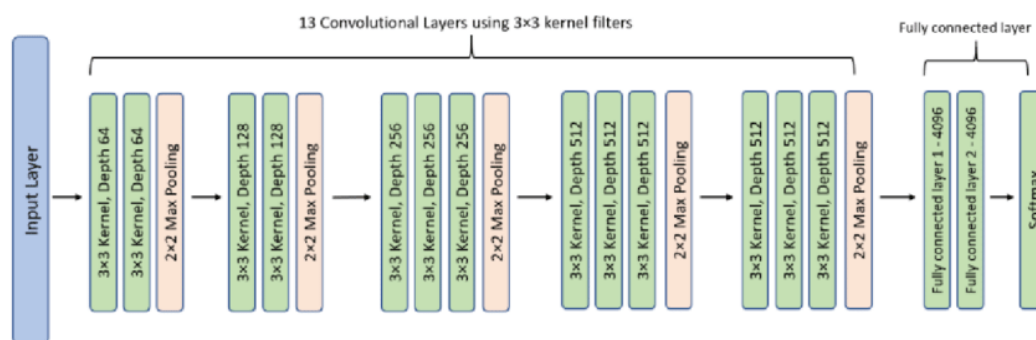 13 Convolutional Layers using 3×3 kernel filters
Fully connected layer
Input Layer
3×3 Kernel, Depth 64
3×3 Kernel, Depth 64
2×2 Max Pooling
3×3 Kernel, Depth 128
3×3 Kernel, Depth 128
2×2 Max Pooling
3×3 Kernel, Depth 256
3×3 Kernel, Depth 256
3×3 Kernel, Depth 256
2×2 Max Pooling
3×3 Kernel, Depth 512
3×3 Kernel, Depth 512
3×3 Kernel, Depth 512
2×2 Max Pooling
3×3 Kernel, Depth 512
3×3 Kernel, Depth 512
3×3 Kernel, Depth 512
2×2 Max Pooling
Fully connected layer 1 - 4096
Fully connected layer 2 - 4096
Softmax